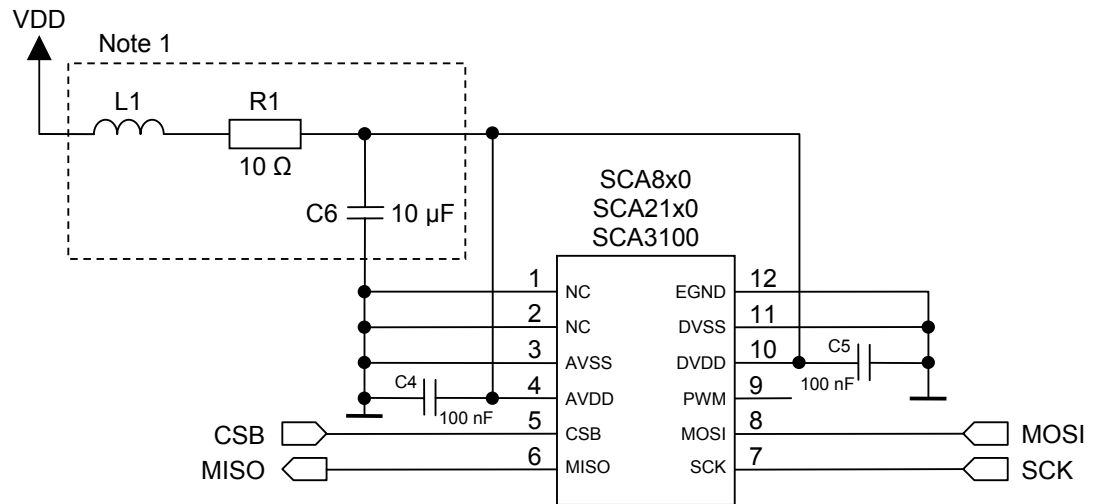 VDD
Note 1
L1
R1
10 Ω
C6
10 µF
SCA8x0
SCA21x0
SCA3100
1
NC
EGND
12
2
NC
DVSS
11
3
AVSS
DVDD
10
C5
100 nF
C4
100 nF
4
AVDD
PWM
9
CSB
5
CSB
MOSI
8
MOSI
MISO
6
MISO
SCK
7
SCK